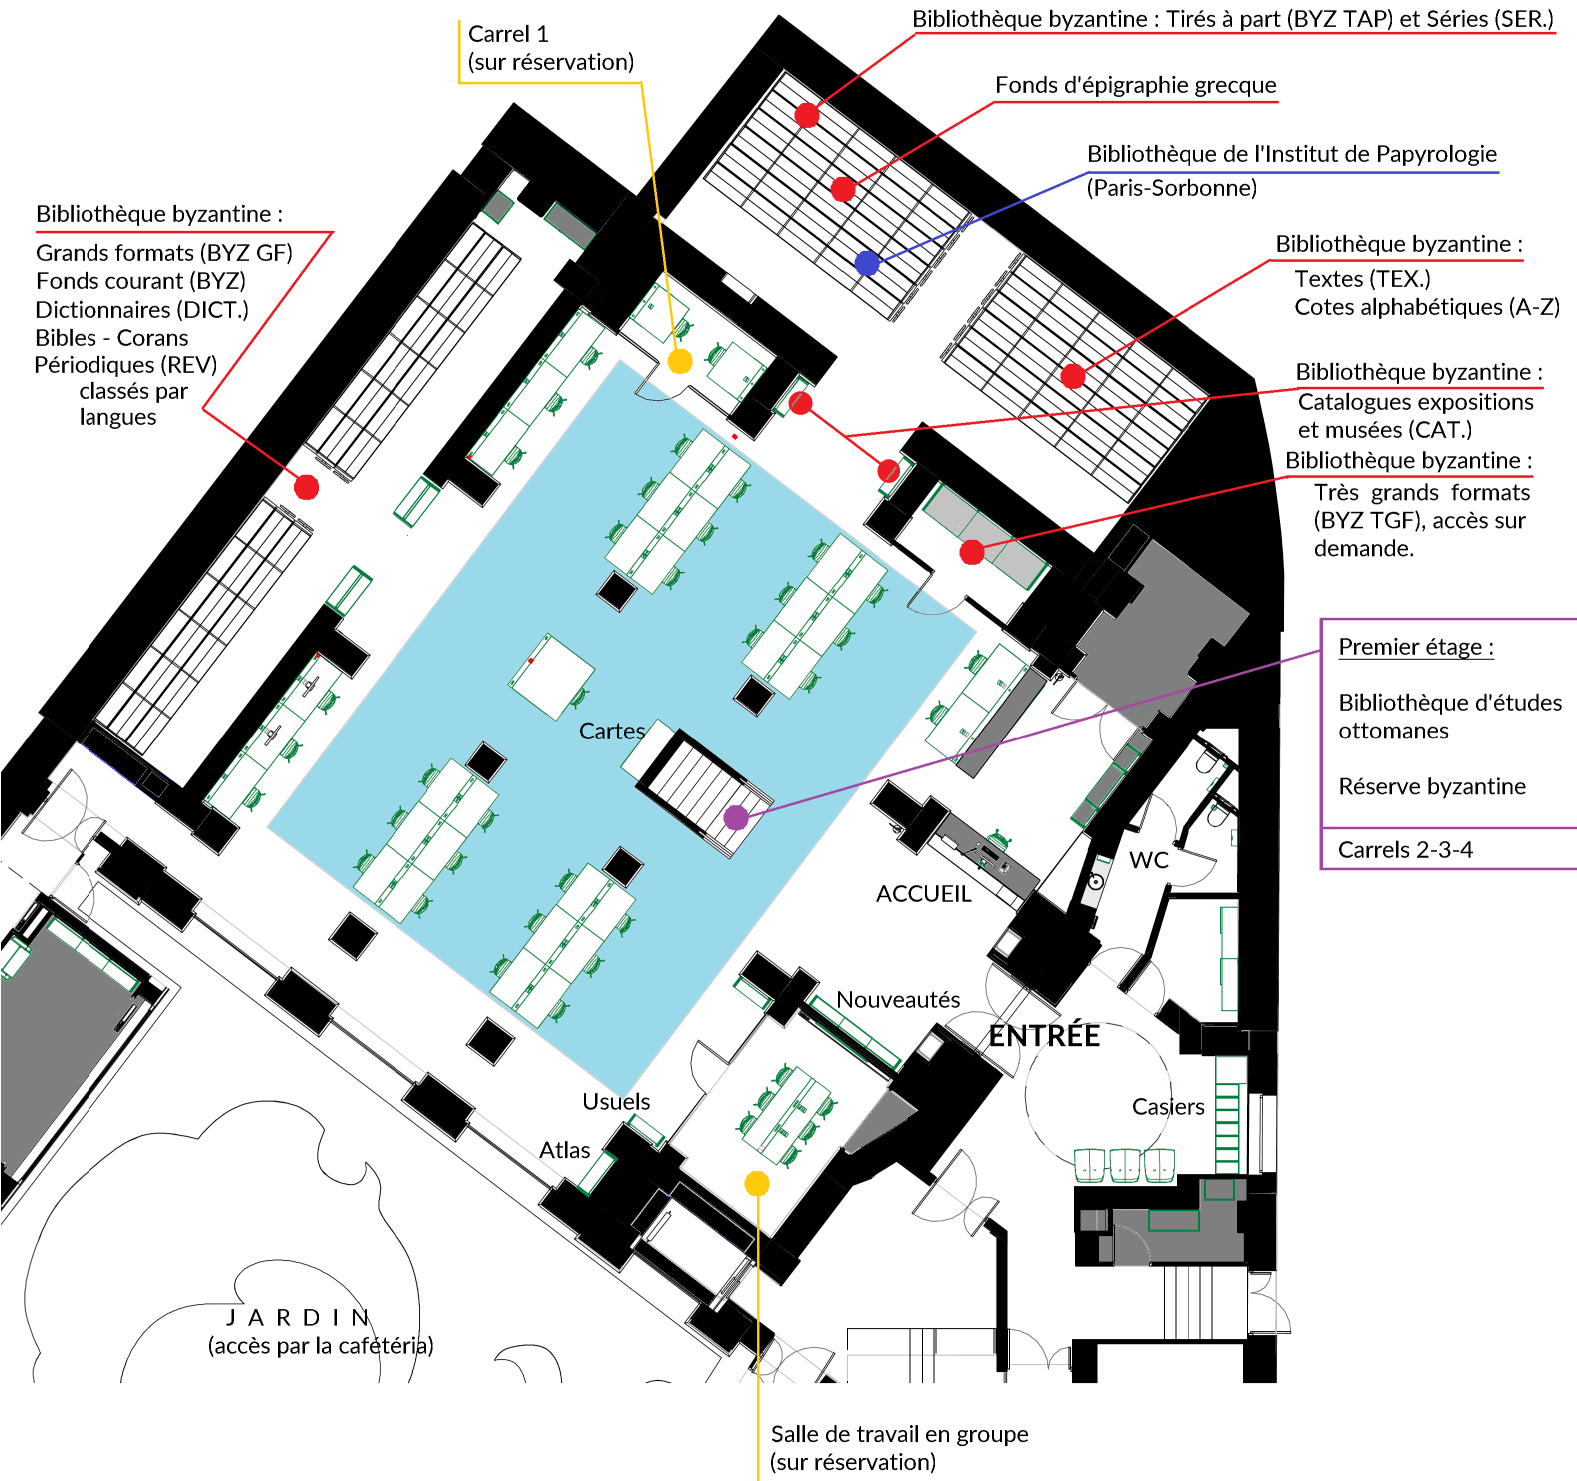 Bibliothèque byzantine : Tirés à part (BYZ TAP) et Séries (SER.)
Carrel 1
(sur réservation)
Fonds d'épigraphie grecque
Bibliothèque de l'Institut de Papyrologie
(Paris-Sorbonne)
Bibliothèque byzantine :
Grands formats (BYZ GF)
Fonds courant (BYZ)
Dictionnaires (DICT.)
Bibles - Corans
Périodiques (REV)
classés par
langues
Bibliothèque byzantine :
Textes (TEX.)
Cotes alphabétiques (A-Z)
Bibliothèque byzantine :
Catalogues expositions
et musées (CAT.)
Bibliothèque byzantine :
Très grands formats
(BYZ TGF), accès sur
demande.
Premier étage :
Bibliothèque d'études
ottomanes
Réserve byzantine
Carrels 2-3-4
Cartes
WC
ACCUEIL
Nouveautés
ENTRÉE
Usuels
Casiers
Atlas
JARDIN
(accès par la cafétéria)
Salle de travail en groupe
(sur réservation)